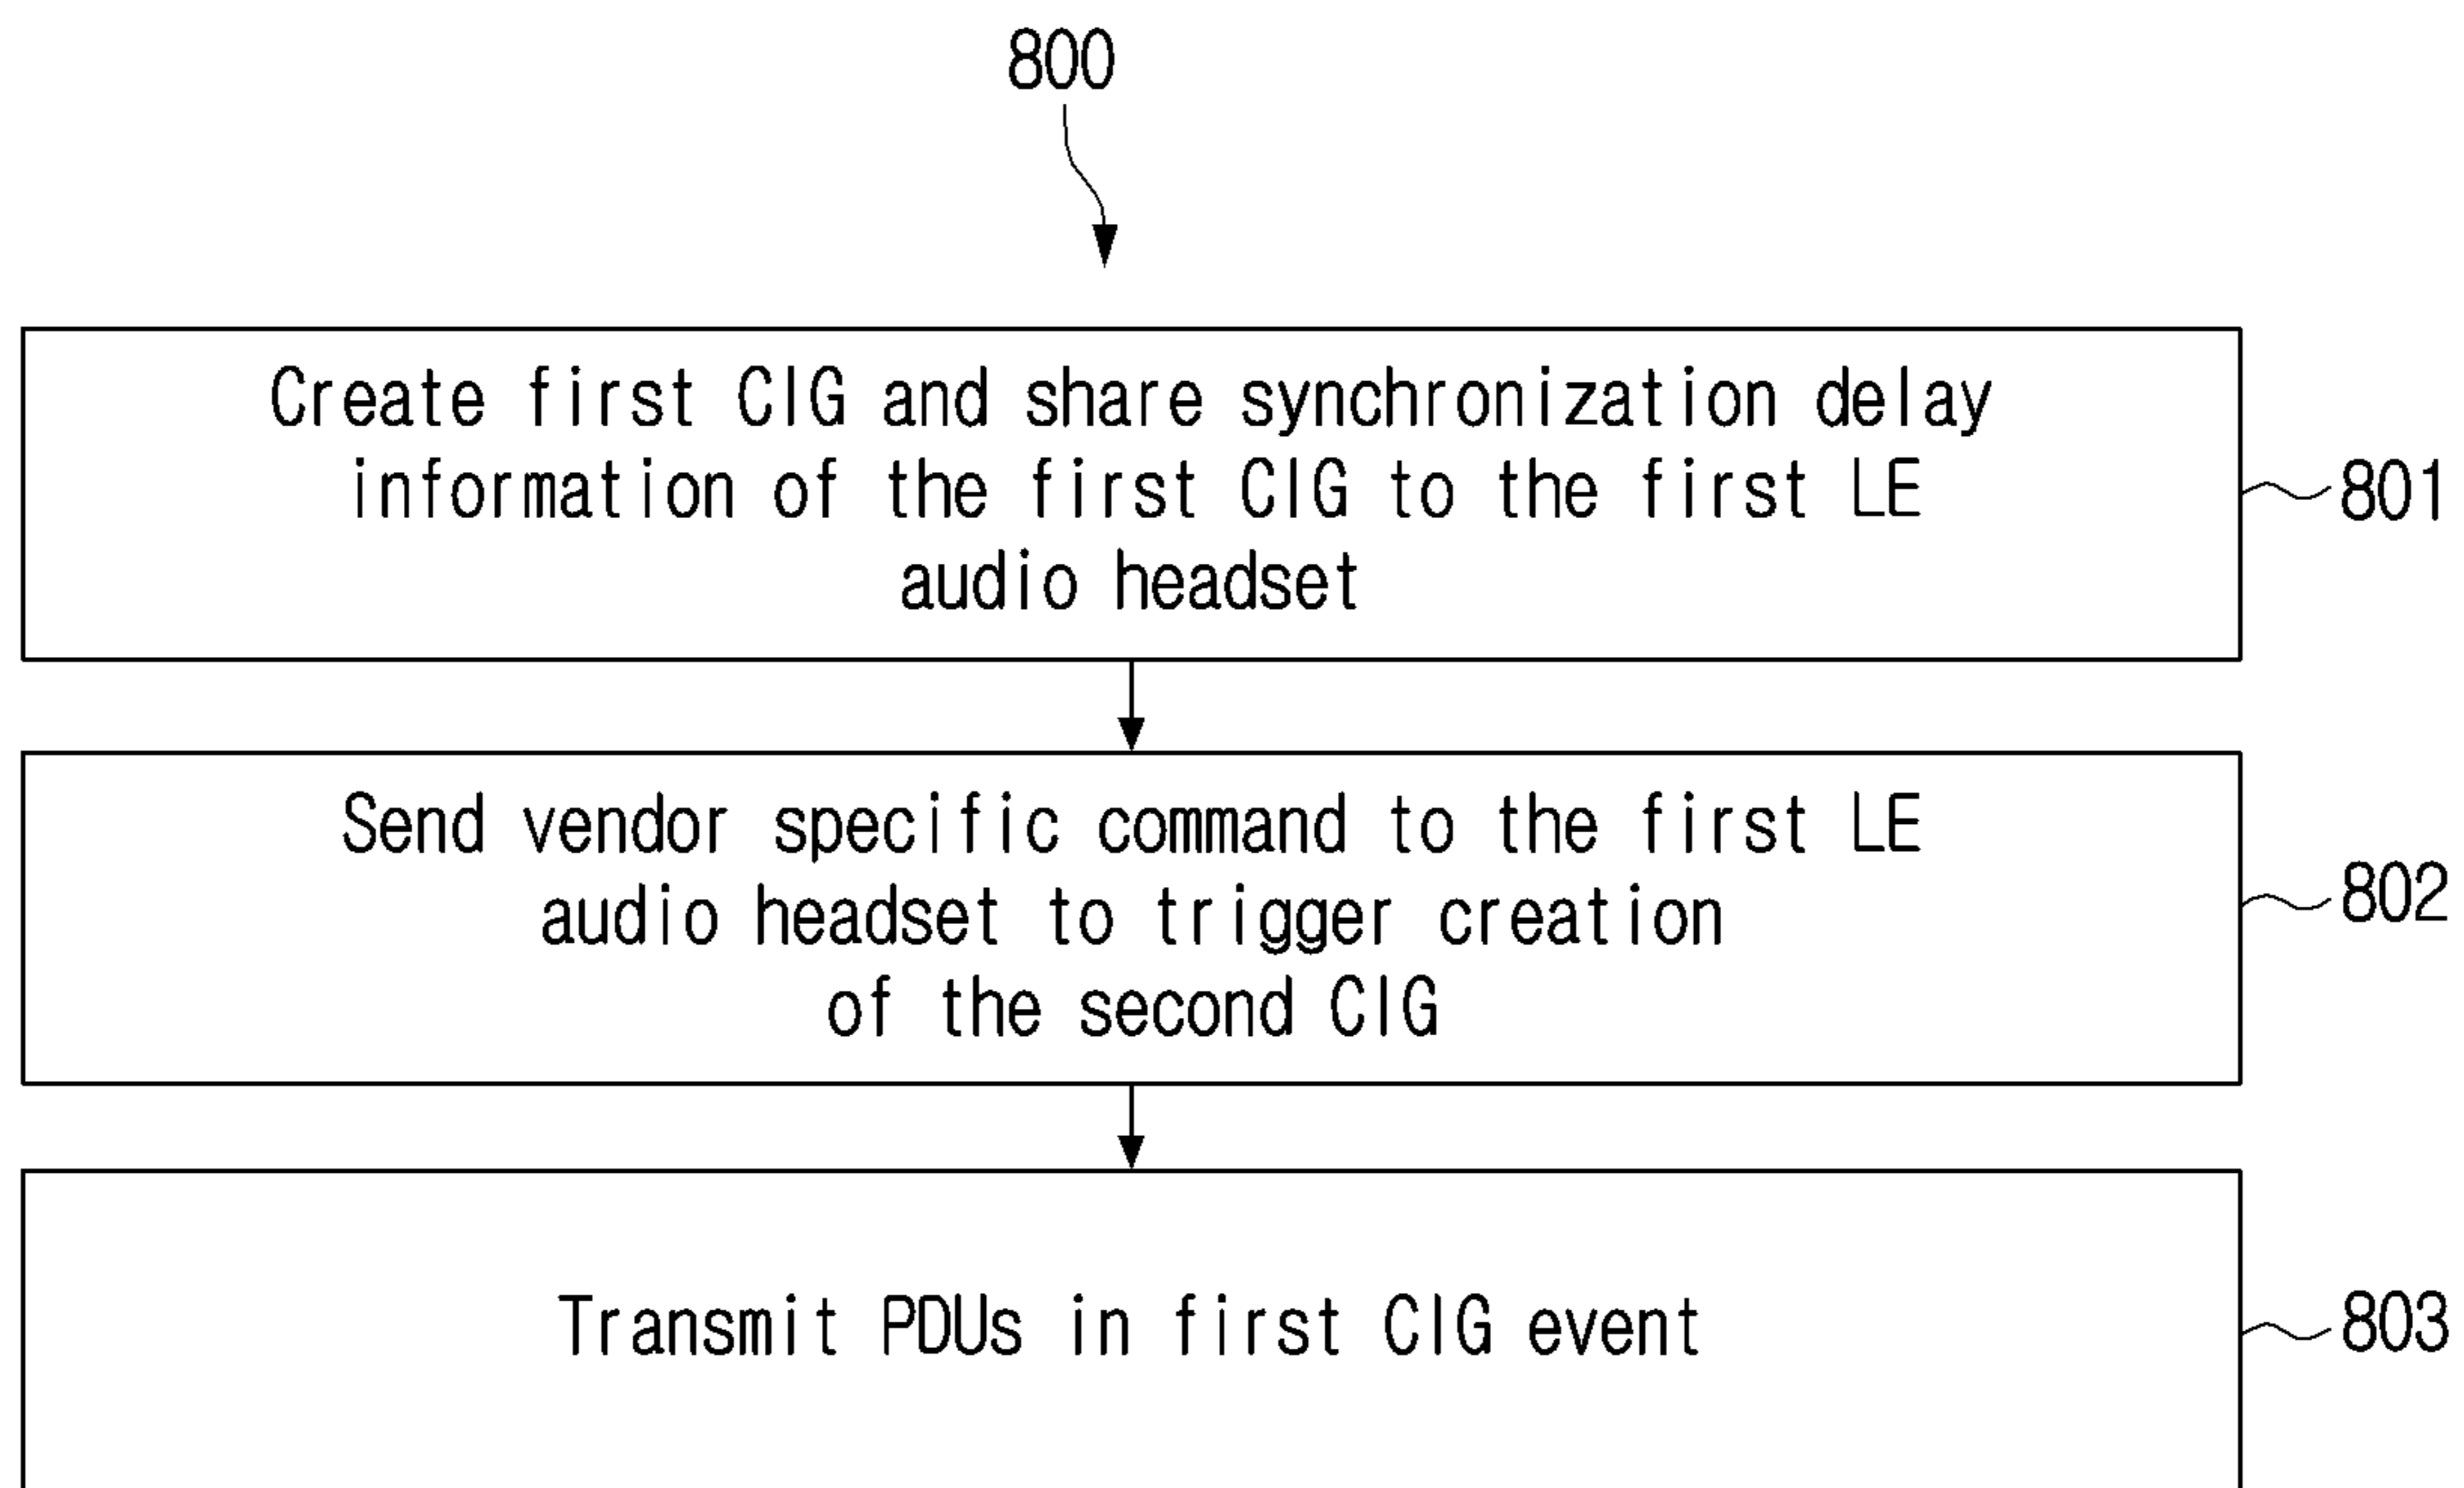 800
Create first CIG and share synchronization delay
information of the first CIG to the first LE
audio headset
801
Send vendor specific command to the first LE
audio headset to trigger creation
of the second CIG
802
Transmit PDUs in first CIG event
803